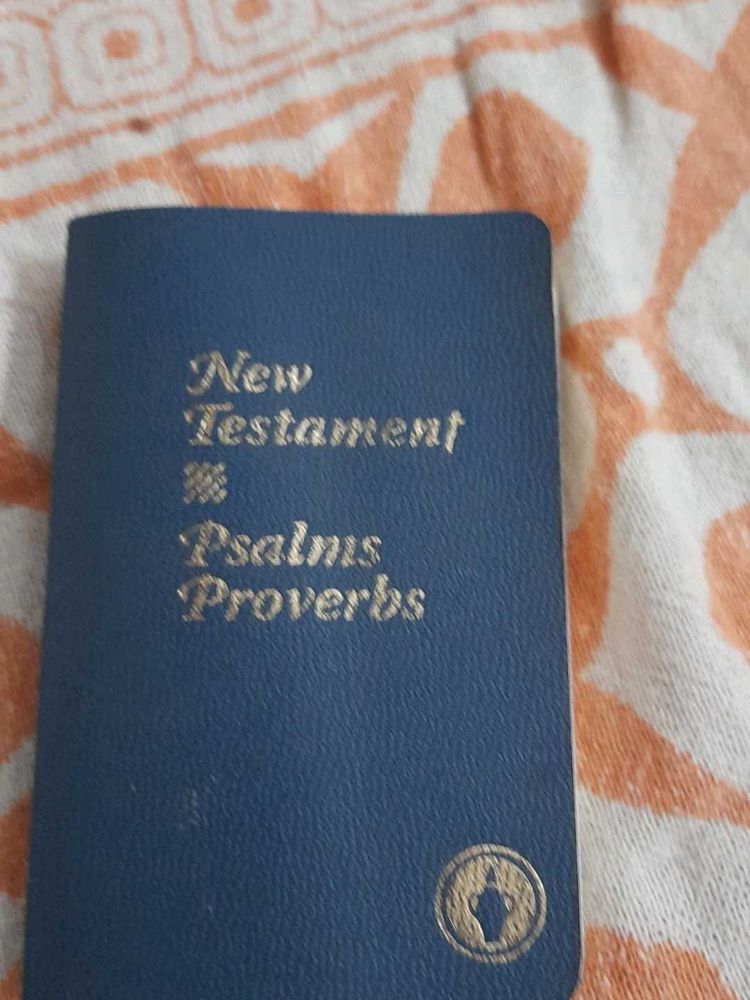 New
Testament
Psalms
Proverbs